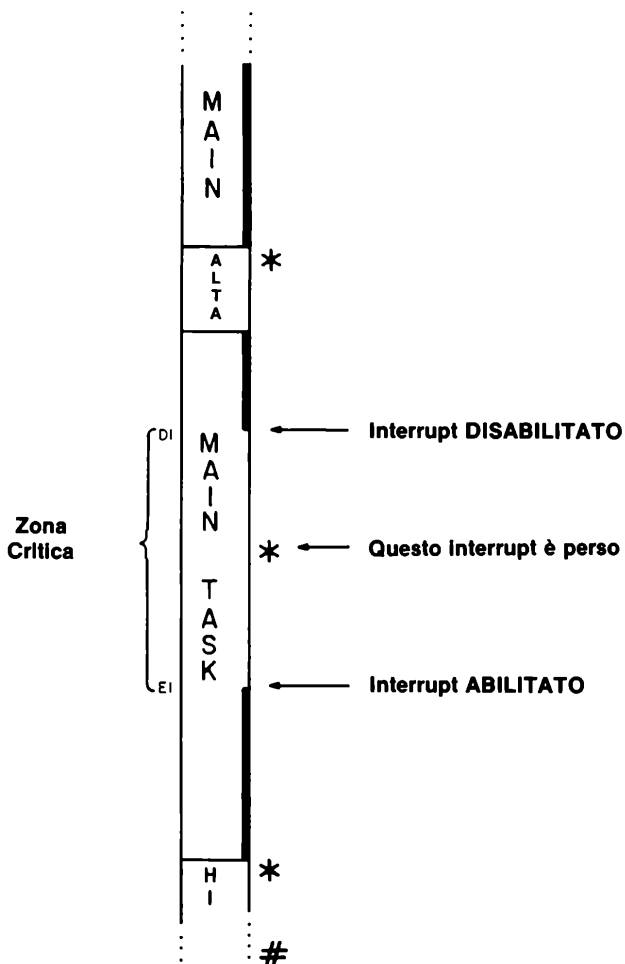 MAIN
*
ALTA
DI
Interrupt DISABILITATO
MAIN TASK
Zona
Critica
*
Questo interrupt è perso
EI
Interrupt ABILITATO
*
HI
#